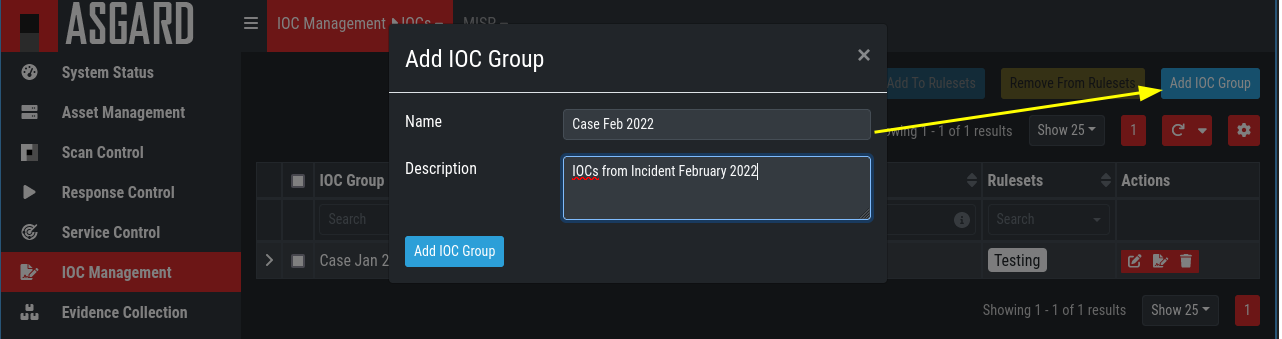 ASGARD
IOC Management
IOCs
MISP
Add IOC Group
×
System Status
Add To Rulesets
Remove From Rulesets
Add IOC Group
Asset Management
Name
Case Feb 2022
wing 1 - 1 of 1 results
Show 25
1
Scan Control
Description
IOCs from Incident February 2022
IOC Group
Rulesets
Actions
Response Control
Search
Search
Service Control
Add IOC Group
IOC Management
Case Jan 2
Testing
Evidence Collection
Showing 1 - 1 of 1 results
Show 25
1